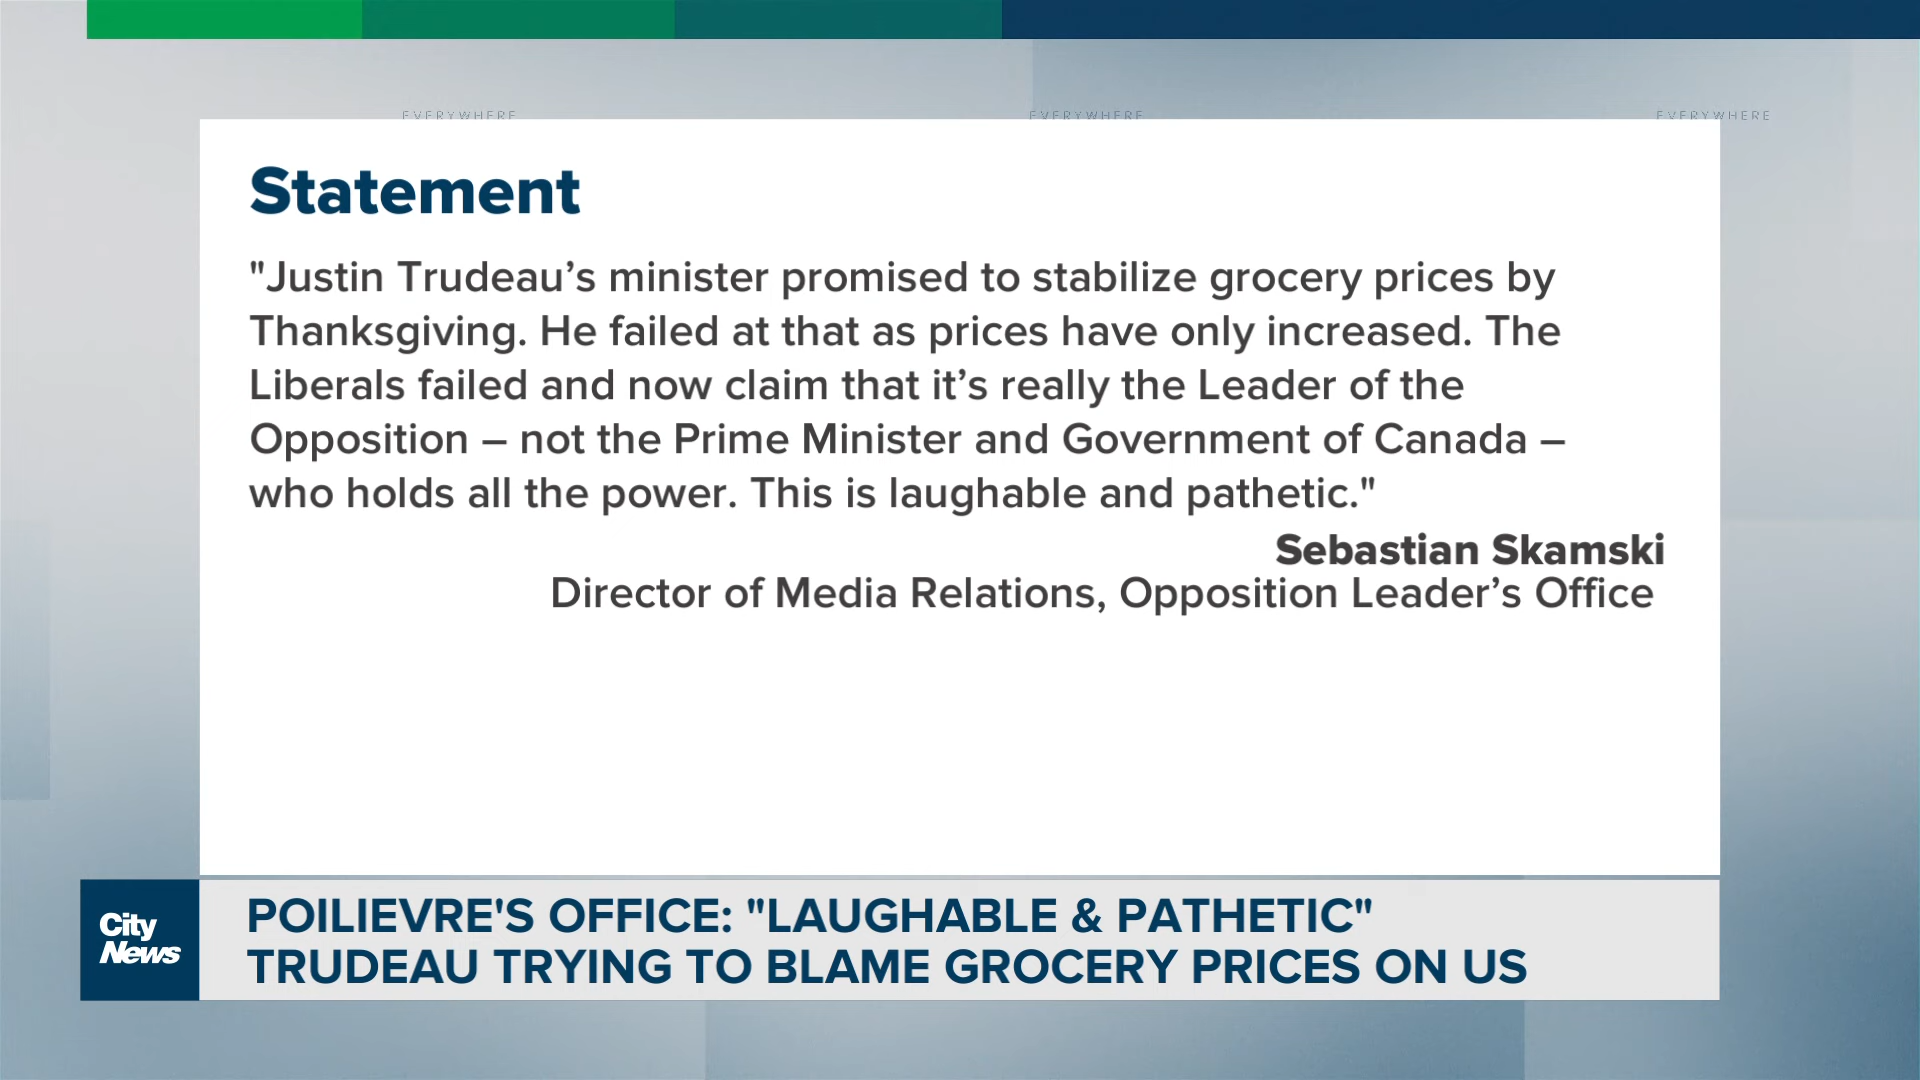 EVERYWHERE EVERYWHERE EVERYWHERE
Statement
"Justin Trudeau’s minister promised to stabilize grocery prices by
Thanksgiving. He failed at that as prices have only increased. The
Liberals failed and now claim that it’s really the Leader of the
Opposition – not the Prime Minister and Government of Canada –
who holds all the power. This is laughable and pathetic."
Sebastian Skamski
Director of Media Relations, Opposition Leader’s Office
City
News
POILIEVRE'S OFFICE: "LAUGHABLE & PATHETIC"
TRUDEAU TRYING TO BLAME GROCERY PRICES ON US